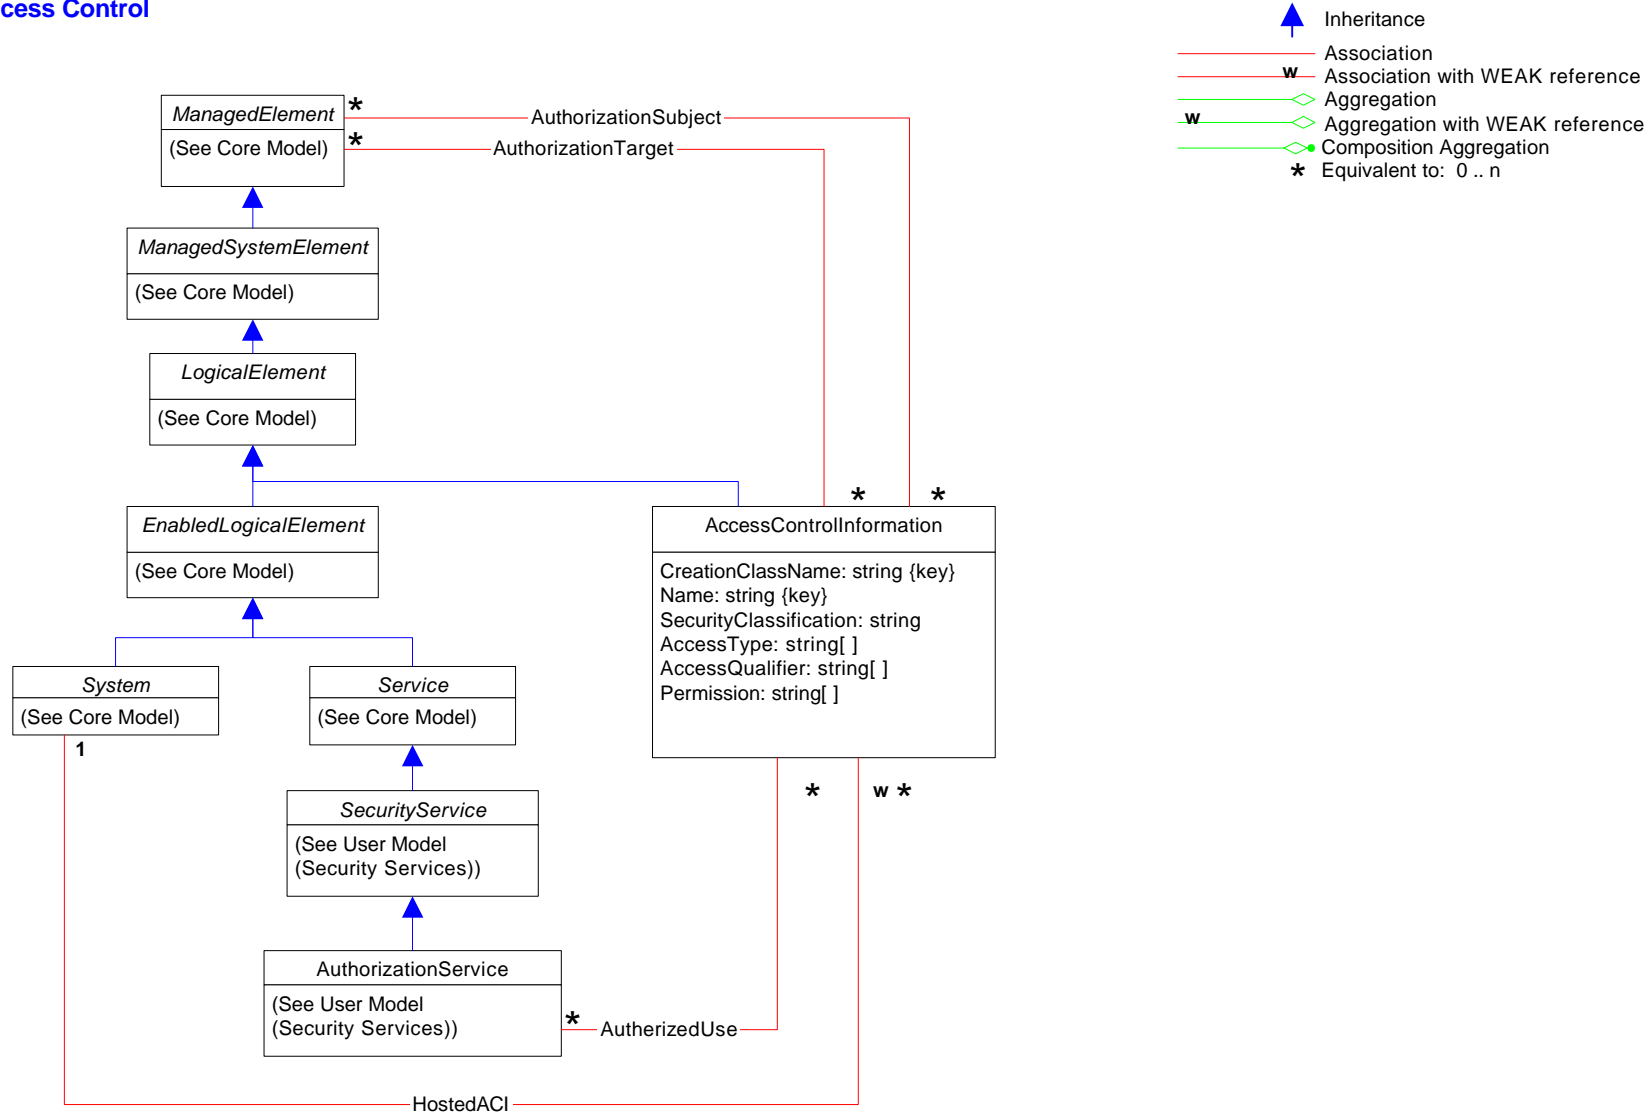 cess Control
Inheritance
Association
w
Association with WEAK reference
Aggregation
w
Aggregation with WEAK reference
Composition Aggregation
* Equivalent to: 0 .. n
ManagedElement
(See Core Model)
*
AuthorizationSubject
*
AuthorizationTarget
ManagedSystemElement
(See Core Model)
LogicalElement
(See Core Model)
EnabledLogicalElement
(See Core Model)
* *
AccessControlInformation
CreationClassName: string {key}
Name: string {key}
SecurityClassification: string
AccessType: string[ ]
AccessQualifier: string[ ]
Permission: string[ ]
System
(See Core Model)
1
Service
(See Core Model)
* w *
SecurityService
(See User Model
(Security Services))
AuthorizationService
(See User Model
(Security Services))
*
AutherizedUse
HostedACI